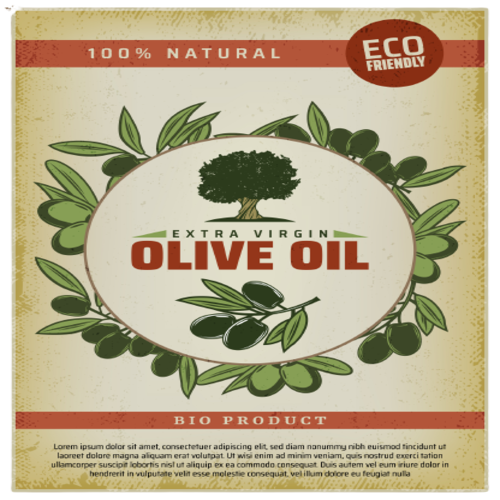 100% NATURAL
ECO
FRIENDLY
EXTRA VIRGIN
OLIVE OIL
BIO PRODUCT
Lorem ipsum dolor sit amet, consectetuer adipiscing elit, sed diam nonummy nibh euismod tincidunt ut
laoreet dolore magna aliquam erat volutpat. Ut wisi enim ad minim veniam, quis nostrud exerci tation
ullamcorper suscipit lobortis nisl ut aliquip ex ea commodo consequat. Duis autem vel eum iriure dolor in
hendrerit in vulputate velit esse molestie consequat, vel illum dolore eu feugiat nulla